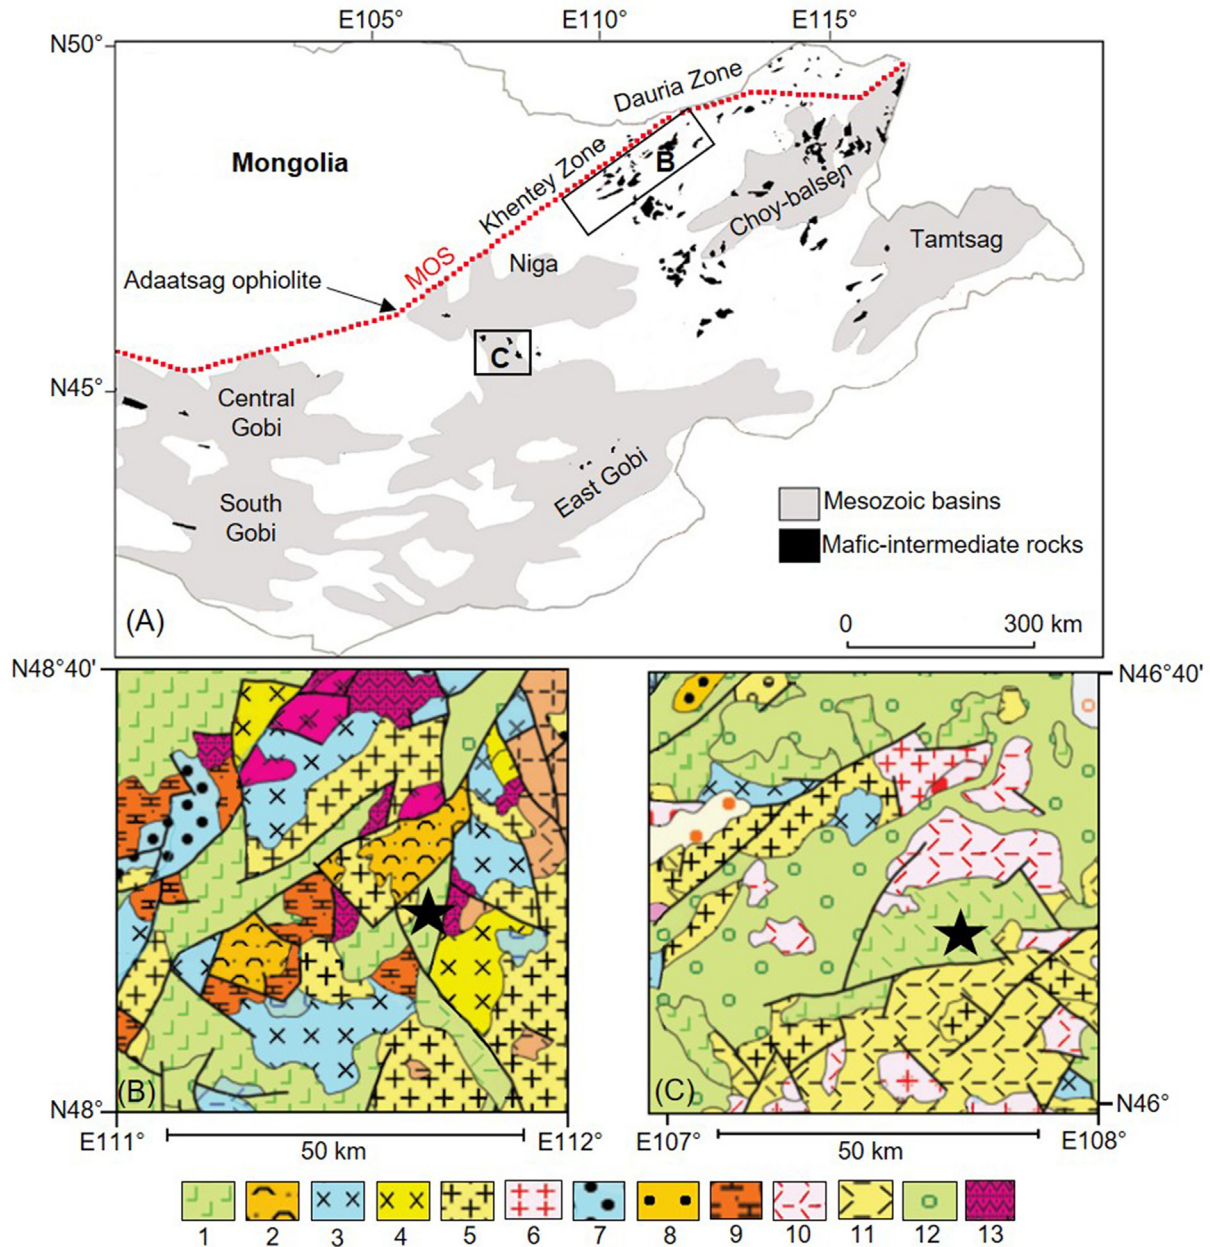 E105° E110° E115°
N50°
Dauria Zone
Mongolia
B
Khentey Zone
Choy-balsen
Tamtsag
MOS
Niga
Adaatsag ophiolite
C
N45°
Central
Gobi
East Gobi
South
Gobi
Mesozoic basins
Mafic-intermediate rocks
(A)
0 300 km
N48°40' N46°40'
(B) (C)
N48° N46°
E111° E112° E107° E108°
50 km 50 km
1 2 3 4 5 6 7 8 9 10 11 12 13